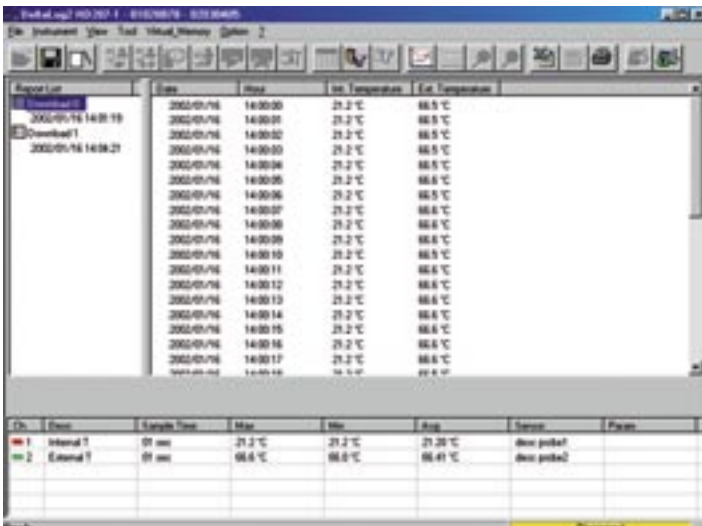 DeltaLog2 HD 207-1 -
File Instrument View Tool Virtual_Memory Option ?
Report List
Download 0
2002/01/16 14:01:19
Download 1
2002/01/16 14:04:21
Date Hour Int. Temperature Ext. Temperature
2002/01/16 14:00:00 21.2 °C 66.5 °C
2002/01/16 14:00:01 21.2 °C 66.5 °C
2002/01/16 14:00:02 21.2 °C 66.5 °C
2002/01/16 14:00:03 21.2 °C 66.5 °C
2002/01/16 14:00:04 21.2 °C 66.5 °C
2002/01/16 14:00:05 21.2 °C 66.6 °C
2002/01/16 14:00:06 21.2 °C 66.5 °C
2002/01/16 14:00:07 21.2 °C 66.6 °C
2002/01/16 14:00:08 21.2 °C 66.6 °C
2002/01/16 14:00:09 21.2 °C 66.6 °C
2002/01/16 14:00:10 21.2 °C 66.5 °C
2002/01/16 14:00:11 21.2 °C 66.6 °C
2002/01/16 14:00:12 21.2 °C 66.6 °C
2002/01/16 14:00:13 21.2 °C 66.6 °C
2002/01/16 14:00:14 21.2 °C 66.6 °C
2002/01/16 14:00:15 21.2 °C 66.6 °C
2002/01/16 14:00:16 21.2 °C 66.6 °C
2002/01/16 14:00:17 21.2 °C 66.6 °C
Ch. Desc Sample Time Max Min Avg Sensor Param
1 Internal T 01 sec 21.2 °C 21.2 °C 21.20 °C desc probe1
2 External T 01 sec 66.6 °C 66.0 °C 66.41 °C desc probe2